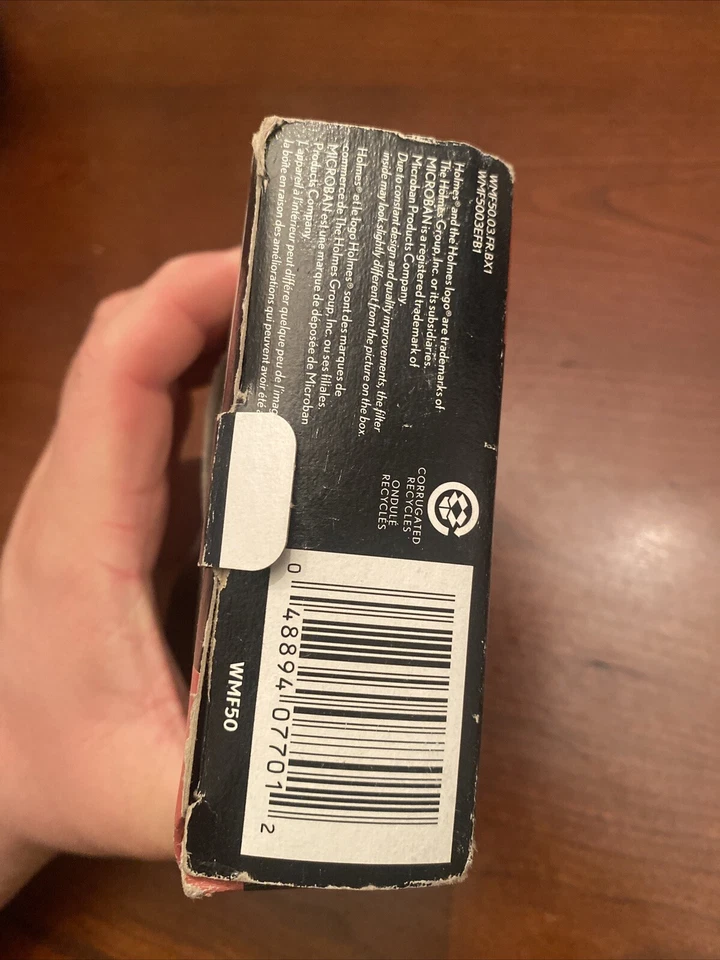 WMF50.03.FR.BX1
WMF5003EFB1
Holmes® and the Holmes logo® are trademarks of
The Holmes Group, Inc. or its subsidiaries.
MICROBAN is a registered trademark of
Microban Products Company.
Due to constant design and quality improvements, the filter
inside may look slightly different from the picture on the box.
Holmes® et le logo Holmes® sont des marques de
commerce de The Holmes Group, Inc. ou ses filiales.
MICROBAN est une marque de déposée de Microban
Products Company.
L'appareil à l'intérieur peut différer quelque peu de
la boîte en raison des améliorations qui peuvent avoir été
CORRUGATED
RECYCLES
ONDULÉ
RECYCLÉS
0 48894 07701 2
WMF50